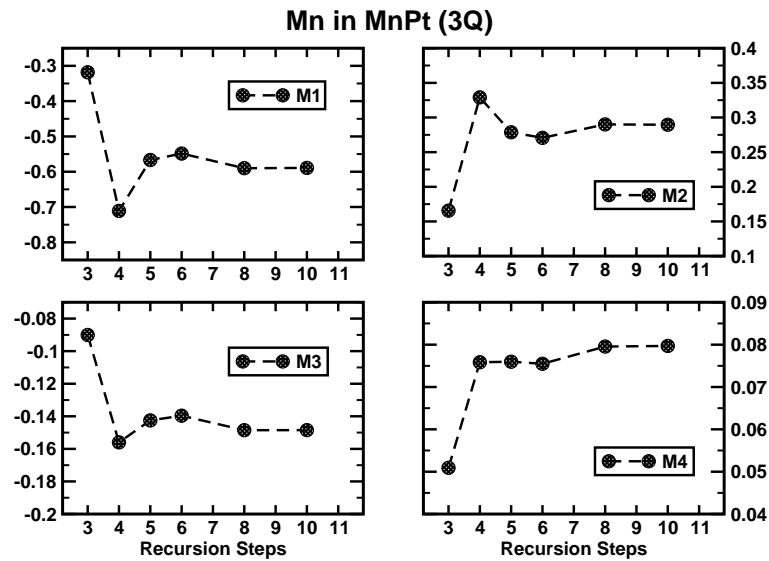 Mn in MnPt (3Q)
-0.3
-0.4
-0.5
-0.6
-0.7
-0.8
M1
3 4 5 6 7 8 9 10 11
0.4
0.35
0.3
0.25
0.2
0.15
0.1
M2
3 4 5 6 7 8 9 10 11
-0.08
-0.1
-0.12
-0.14
-0.16
-0.18
-0.2
M3
3 4 5 6 7 8 9 10 11
Recursion Steps
0.09
0.08
0.07
0.06
0.05
0.04
M4
3 4 5 6 7 8 9 10 11
Recursion Steps